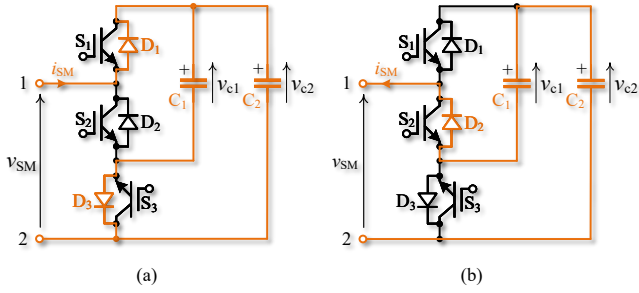 S1 D1 S1 D1
+ + vc1 vc2 + + vc1 vc2
1 iSM C1 C2 1 iSM C1 C2
S2 D2 S2 D2
vSM vSM
D3 S3 D3 S3
2 2
(a) (b)